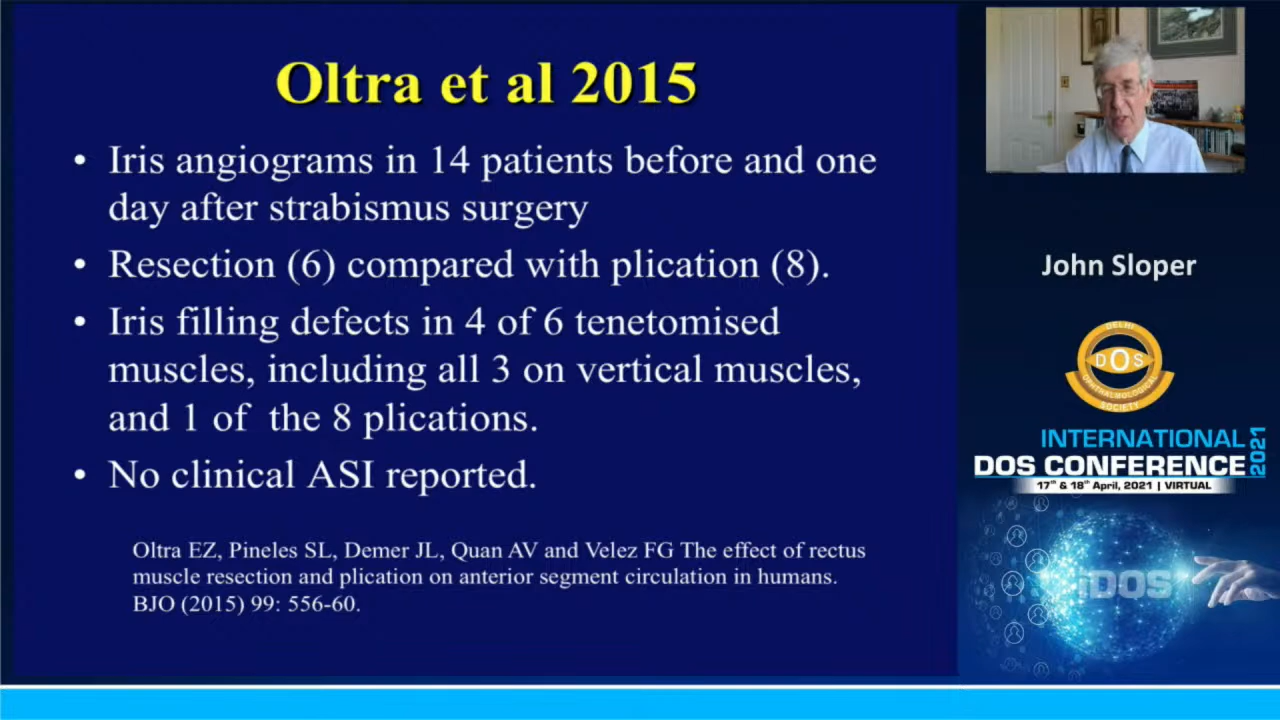 Oltra et al 2015
• Iris angiograms in 14 patients before and one
day after strabismus surgery
• Resection (6) compared with plication (8).
• Iris filling defects in 4 of 6 tenetomised
muscles, including all 3 on vertical muscles,
and 1 of the 8 plications.
• No clinical ASI reported.
Oltra EZ, Pineles SL, Demer JL, Quan AV and Velez FG The effect of rectus
muscle resection and plication on anterior segment circulation in humans.
BJO (2015) 99: 556-60.
John Sloper
DELHI
DOS
OPHTHALMOLOGICAL
SOCIETY
INTERNATIONAL
DOS CONFERENCE
2021
17th & 18th April, 2021 | VIRTUAL
iDOS